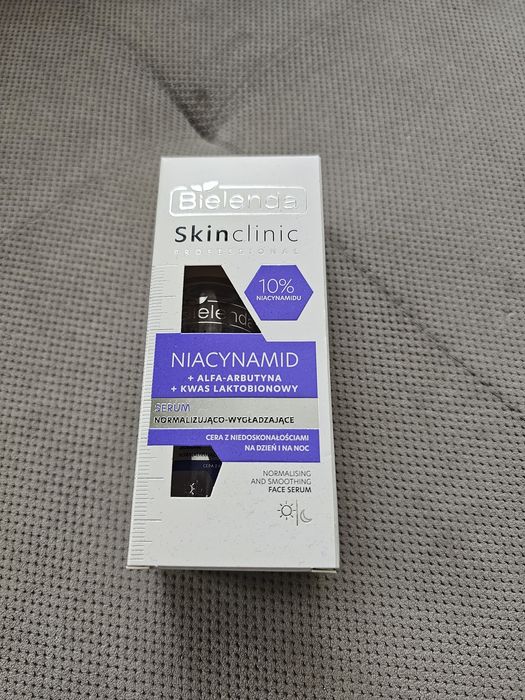 Bielenda
Skinclinic
PROFESSIONAL
10%
NIACYNAMIDU
Bielenda
NIACYNAMID
+ ALFA-ARBUTYNA
+ KWAS LAKTOBIONOWY
SERUM
NORMALIZUJĄCO-WYGŁADZAJĄCE
CERA Z NIEDOSKONAŁOŚCIAMI
NA DZIEŃ I NA NOC
NORMALISING
AND SMOOTHING
FACE SERUM